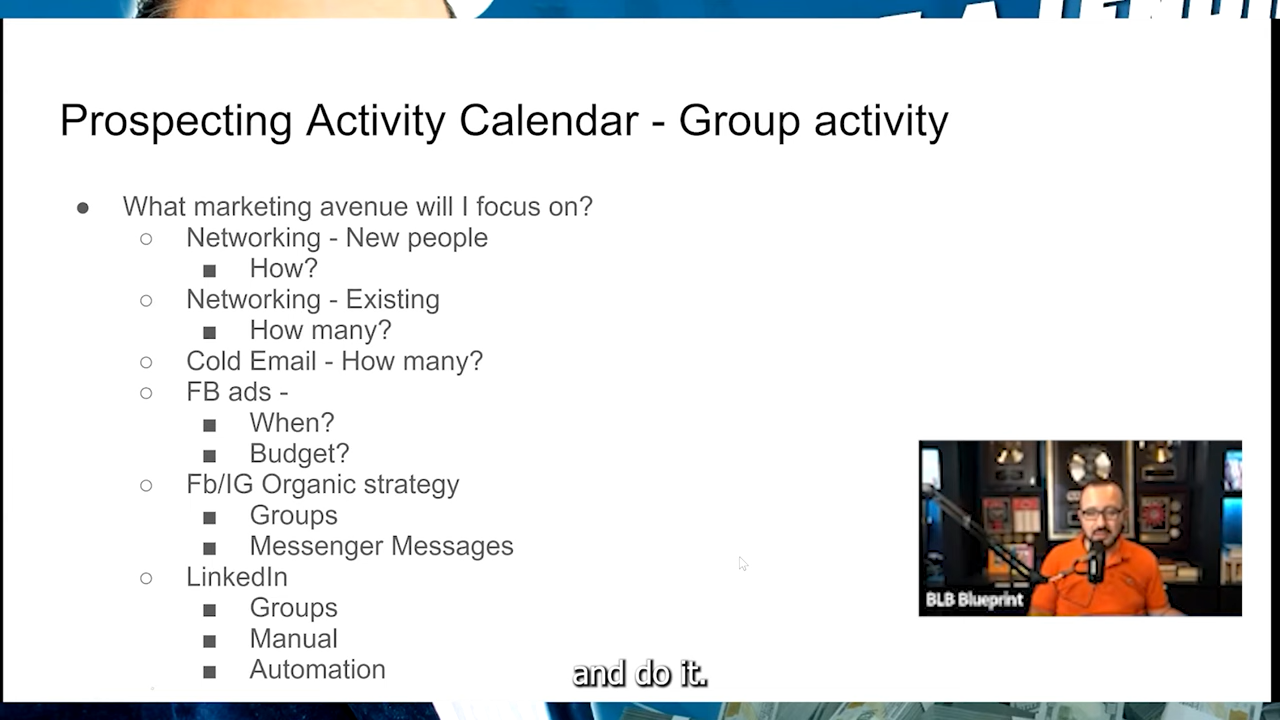 Prospecting Activity Calendar - Group activity
● What marketing avenue will I focus on?
○ Networking - New people
■ How?
○ Networking - Existing
■ How many?
○ Cold Email - How many?
○ FB ads -
■ When?
■ Budget?
○ Fb/IG Organic strategy
■ Groups
■ Messenger Messages
○ LinkedIn
■ Groups
■ Manual
■ Automation
BLB Blueprint
and do it.